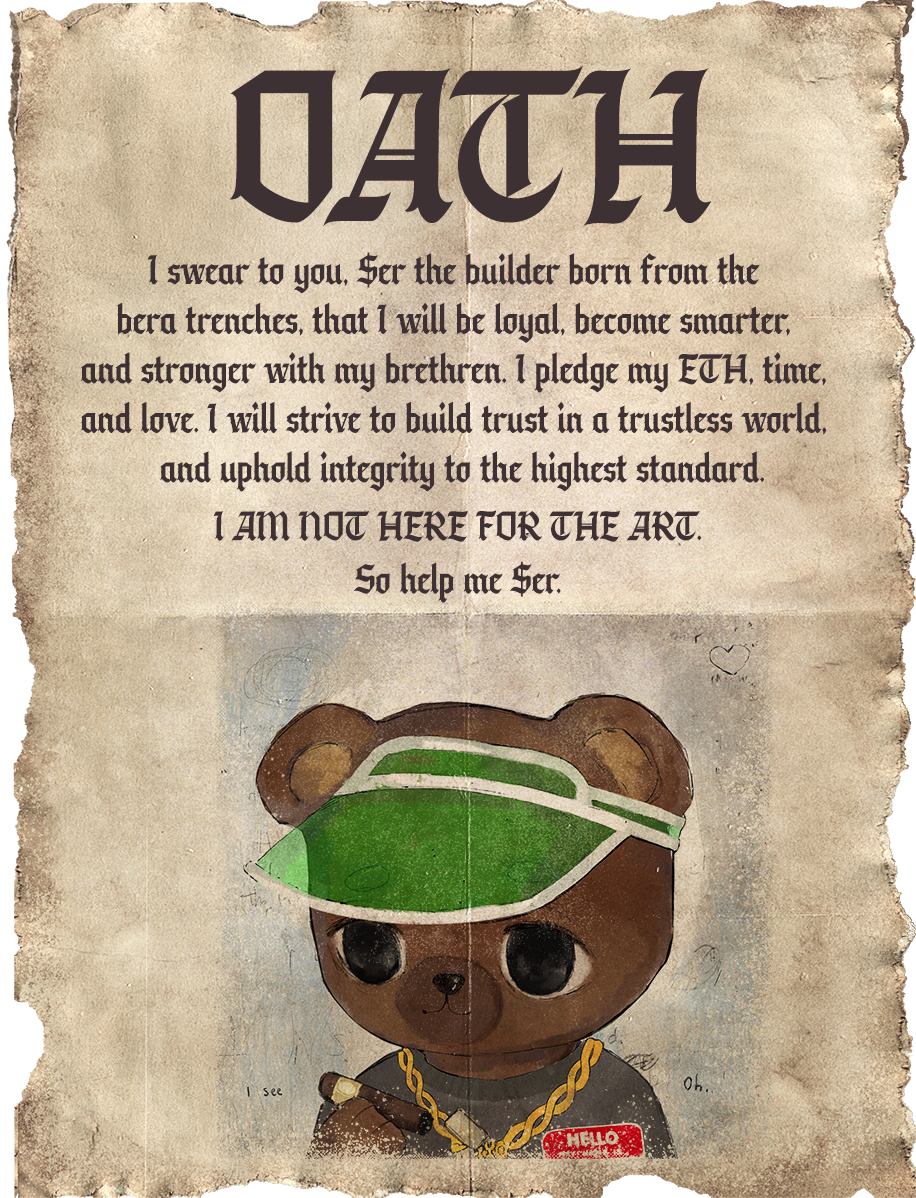 OATH
I swear to you, $er the builder born from the
bera trenches, that I will be loyal, become smarter,
and stronger with my brethren. I pledge my ETH, time,
and love. I will strive to build trust in a trustless world,
and uphold integrity to the highest standard.
I AM NOT HERE FOR THE ART.
So help me $er.
I see
Oh.
HELLO